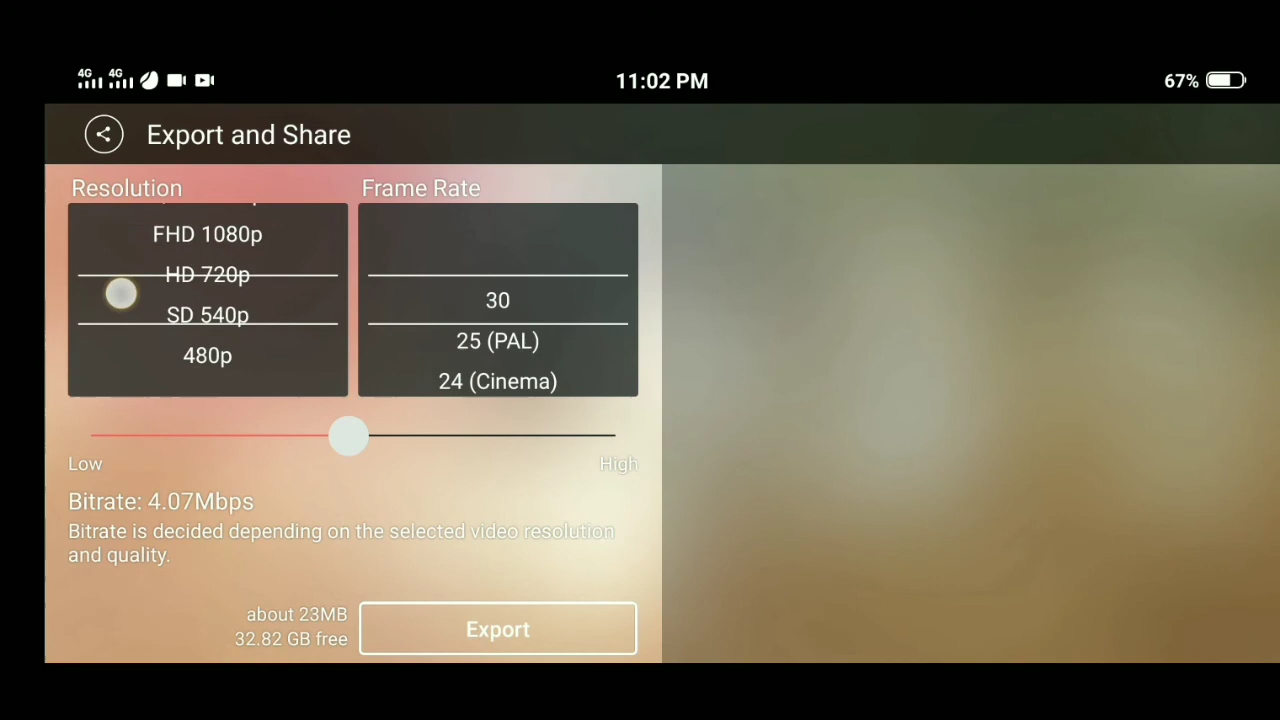 4G 4G 11:02 PM 67%
Export and Share
Resolution Frame Rate
FHD 1080p
HD 720p
SD 540p 30
480p 25 (PAL)
24 (Cinema)
Low High
Bitrate: 4.07Mbps
Bitrate is decided depending on the selected video resolution
and quality.
about 23MB
32.82 GB free
Export